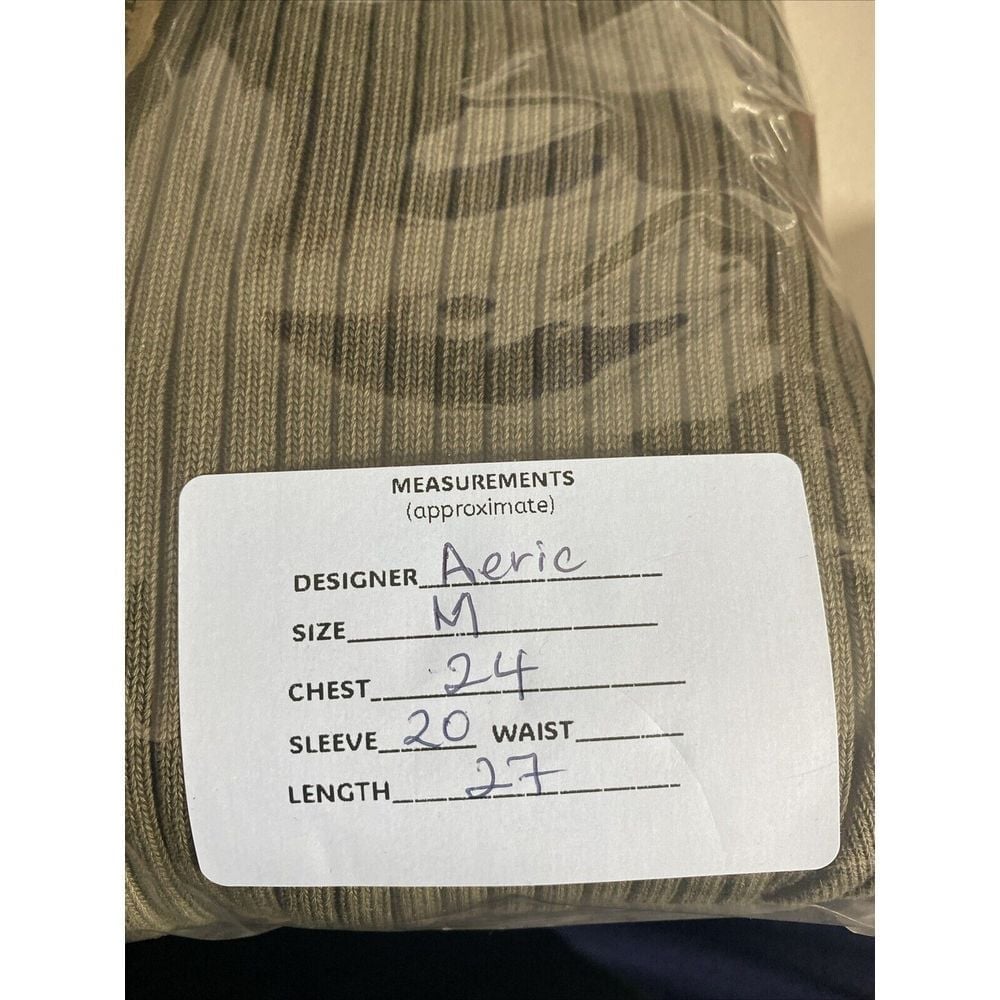 MEASUREMENTS
(approximate)
DESIGNER Aeric
SIZE M
CHEST 24
SLEEVE 20 WAIST
LENGTH 27